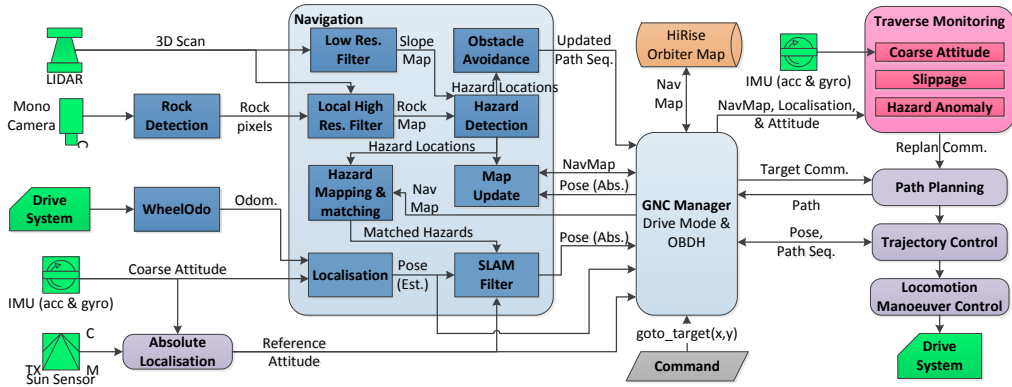 Navigation
Traverse Monitoring
3D Scan
LIDAR
Low Res.
Filter
Slope
Map
Obstacle
Avoidance
Updated
Path Seq.
HiRise
Orbiter Map
IMU (acc & gyro)
Coarse Attitude
Slippage
Hazard Anomaly
Hazard Locations
Mono
Camera
C
Rock
Detection
Rock
pixels
Local High
Res. Filter
Rock
Map
Hazard
Detection
Nav
Map
NavMap, Localisation,
& Attitude
Replan Comm.
Hazard Locations
Hazard
Mapping &
matching
Nav
Map
Map
Update
NavMap
Pose (Abs.)
GNC Manager
Drive Mode &
OBDH
Target Comm.
Path
Path Planning
Drive
System
WheelOdo
Odom.
Matched Hazards
Pose (Abs.)
Pose,
Path Seq.
Trajectory Control
IMU (acc & gyro)
Coarse Attitude
Localisation
Pose
(Est.)
SLAM
Filter
Locomotion
Manoeuver Control
C
TX
M
Sun Sensor
Absolute
Localisation
Reference
Attitude
goto_target(x,y)
Command
Drive
System